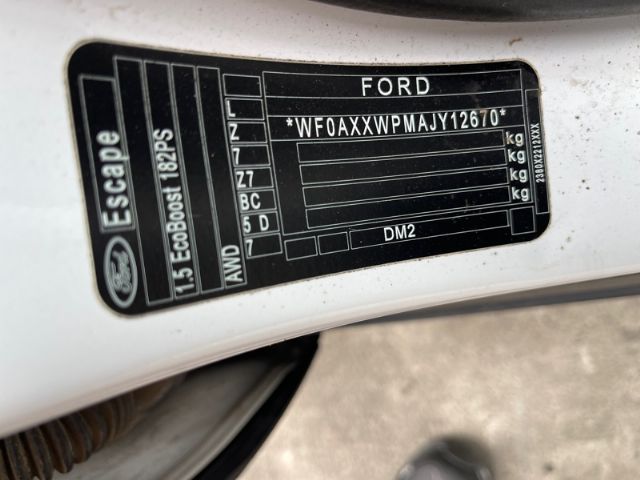 FORD
*WF0AXXWPMAJY12670*
kg
kg
kg
kg
DM2
2380X2212XXX
L
Z
7
Z7
BC
5 D
7
AWD
1.5 EcoBoost 182PS
Escape
Ford